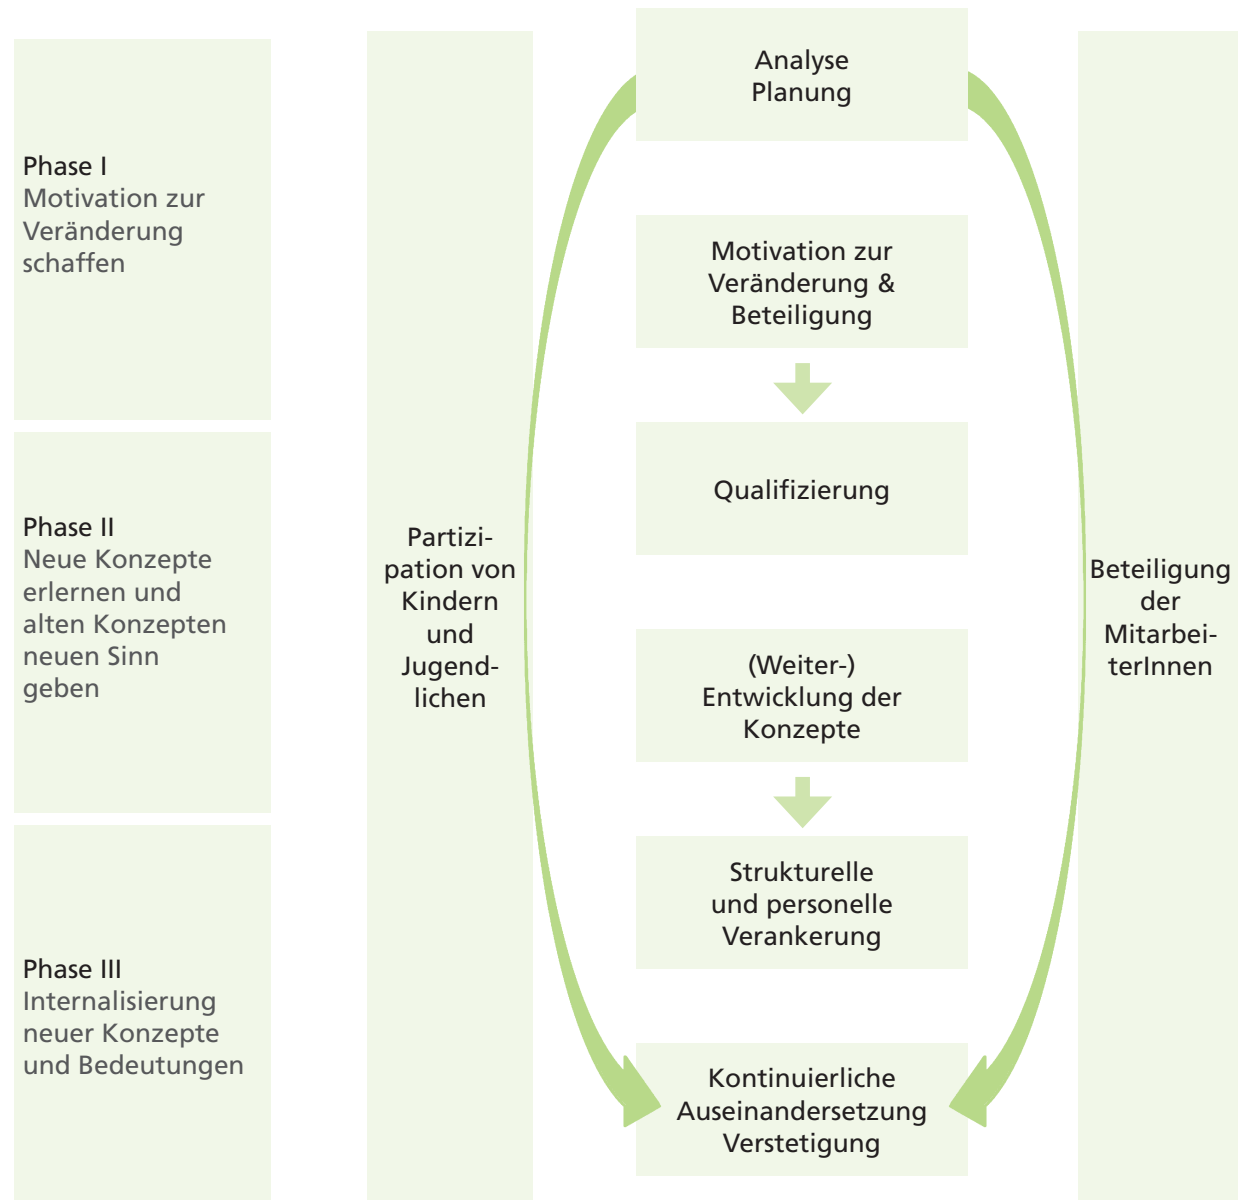 Phase I
Motivation zur
Veränderung
schaffen
Phase II
Neue Konzepte
erlernen und
alten Konzepten
neuen Sinn
geben
Phase III
Internalisierung
neuer Konzepte
und Bedeutungen
Partizi-
pation von
Kindern
und
Jugend-
lichen
Analyse
Planung
Motivation zur
Veränderung &
Beteiligung
Qualifizierung
(Weiter-)
Entwicklung der
Konzepte
Strukturelle
und personelle
Verankerung
Kontinuierliche
Auseinandersetzung
Verstetigung
Beteiligung
der
Mitarbei-
terInnen